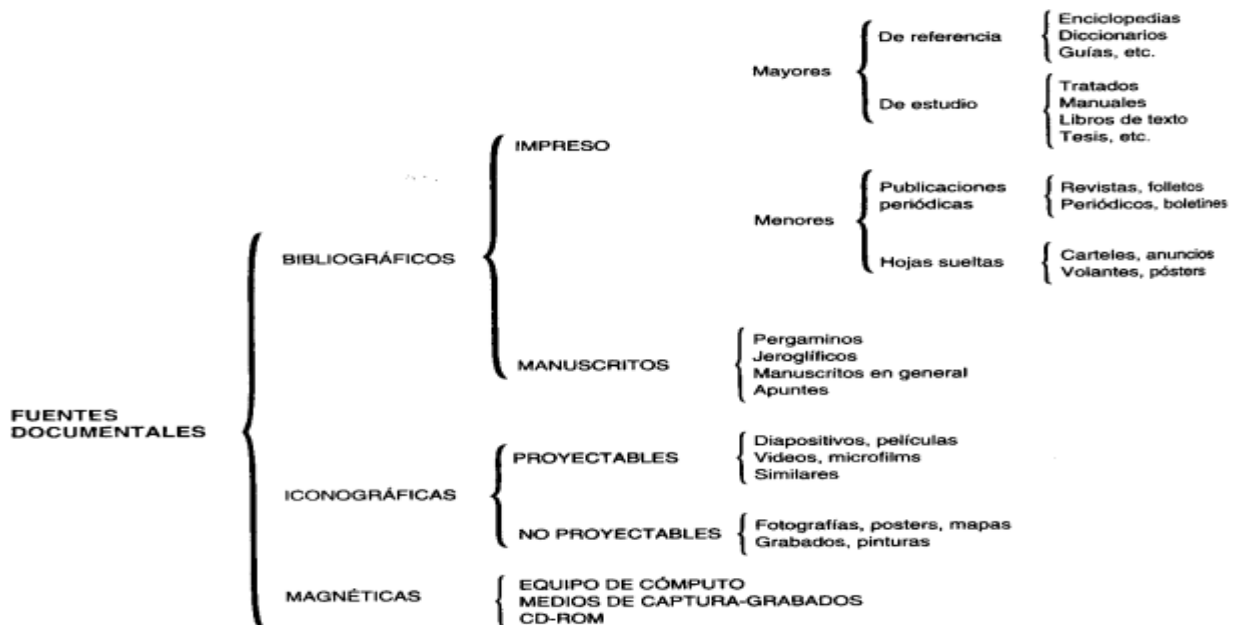 FUENTES
DOCUMENTALES
BIBLIOGRÁFICOS
IMPRESO
Mayores
De referencia
Enciclopedias
Diccionarios
Guías, etc.
De estudio
Tratados
Manuales
Libros de texto
Tesis, etc.
Menores
Publicaciones
periódicas
Revistas, folletos
Periódicos, boletines
Hojas sueltas
Carteles, anuncios
Volantes, pósters
MANUSCRITOS
Pergaminos
Jeroglíficos
Manuscritos en general
Apuntes
ICONOGRÁFICAS
PROYECTABLES
Diapositivos, películas
Videos, microfilms
Similares
NO PROYECTABLES
Fotografías, posters, mapas
Grabados, pinturas
MAGNÉTICAS
EQUIPO DE CÓMPUTO
MEDIOS DE CAPTURA-GRABADOS
CD-ROM